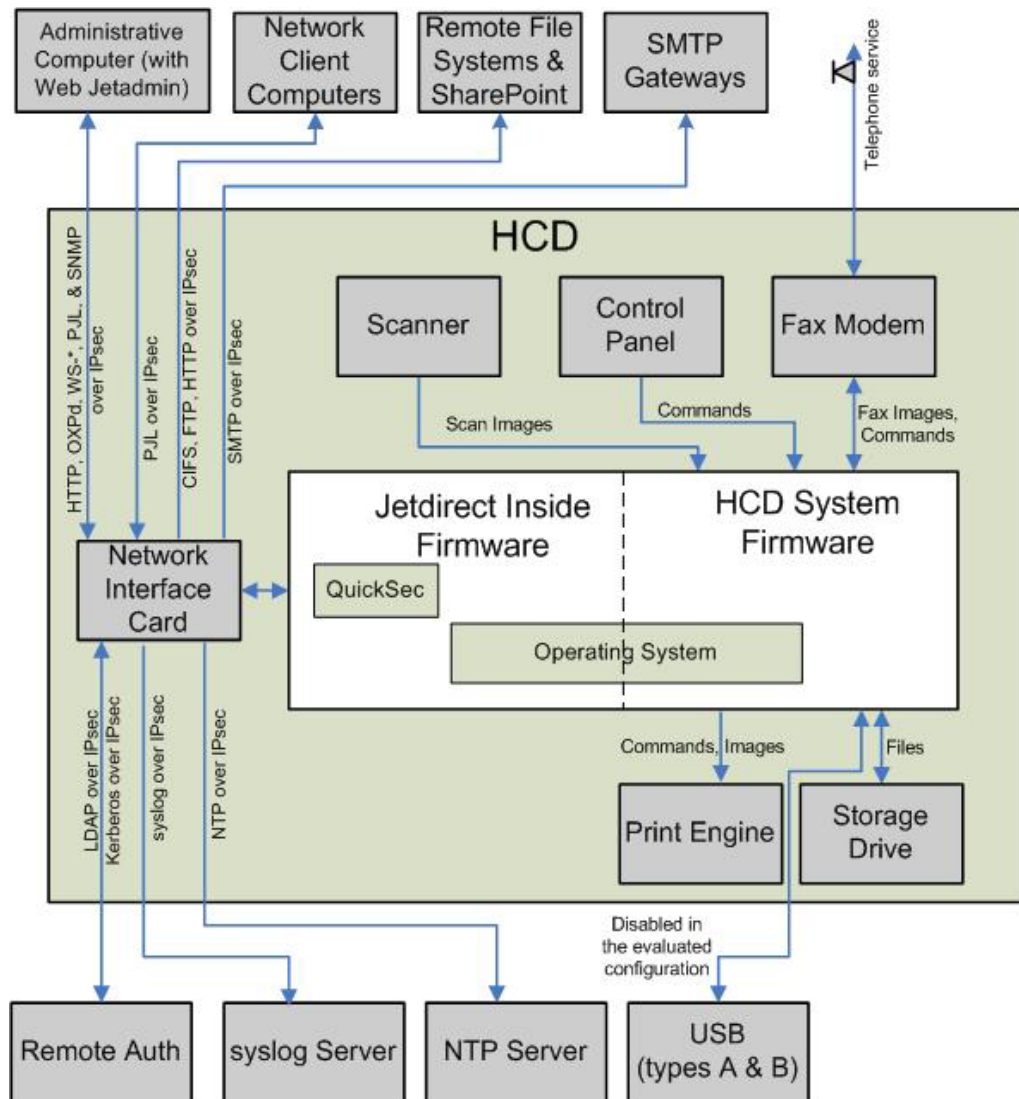 Administrative
Computer (with
Web Jetadmin)
Network
Client
Computers
Remote File
Systems &
SharePoint
SMTP
Gateways
Telephone service
HCD
HTTP, OXPd, WS-*, PJL, & SNMP
over IPsec
PJL over IPsec
CIFS, FTP, HTTP over IPsec
SMTP over IPsec
Scanner
Control
Panel
Fax Modem
Scan Images
Commands
Fax Images,
Commands
Jetdirect Inside
Firmware
HCD System
Firmware
QuickSec
Operating System
Network
Interface
Card
LDAP over IPsec
Kerberos over IPsec
syslog over IPsec
NTP over IPsec
Commands, Images
Files
Print Engine
Storage
Drive
Disabled in
the evaluated
configuration
Remote Auth
syslog Server
NTP Server
USB
(types A & B)